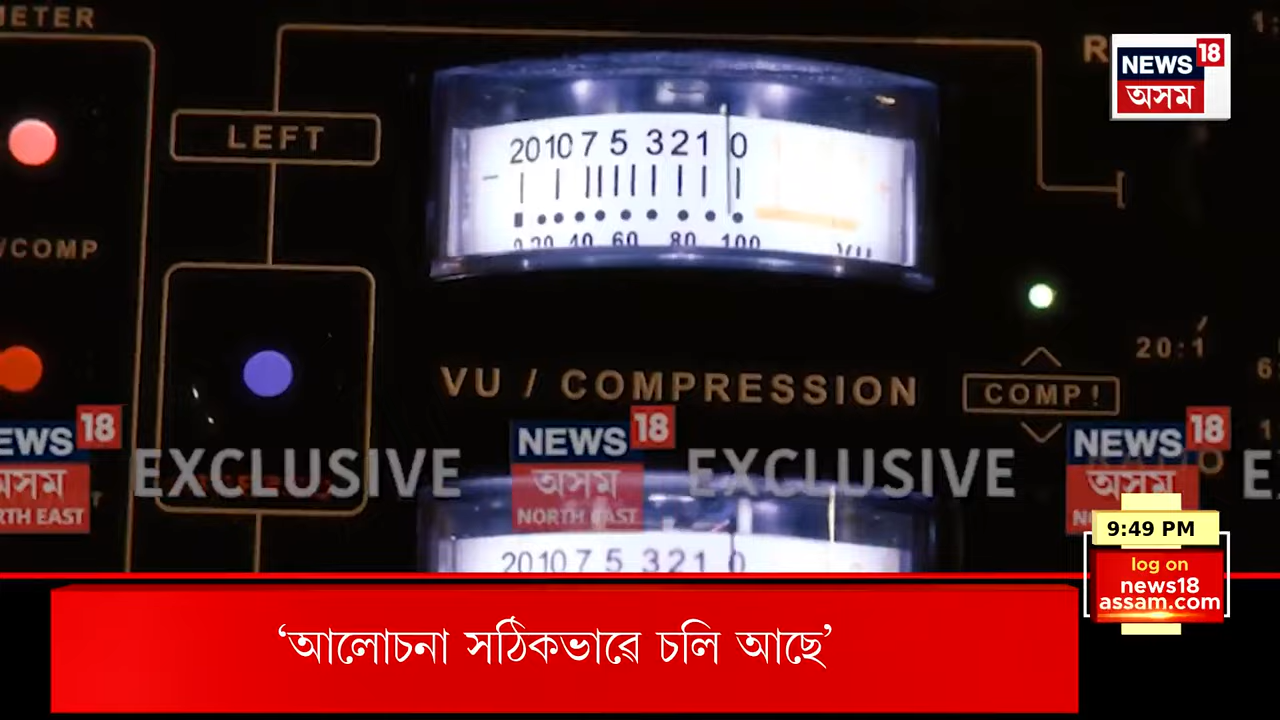 METER
NEWS 18
অসম
LEFT
20 10 7 5 3 2 1 0
0 20 40 60 80 100
VU
/COMP
20:1
VU / COMPRESSION
COMP!
NEWS 18
অসম
NORTH EAST
EXCLUSIVE
NEWS 18
অসম
NORTH EAST
EXCLUSIVE
NEWS 18
অসম
20 10 7 5 3 2 1 0
9:49 PM
log on
news18
assam.com
‘আলোচনা সঠিকভাৱে চলি আছে’